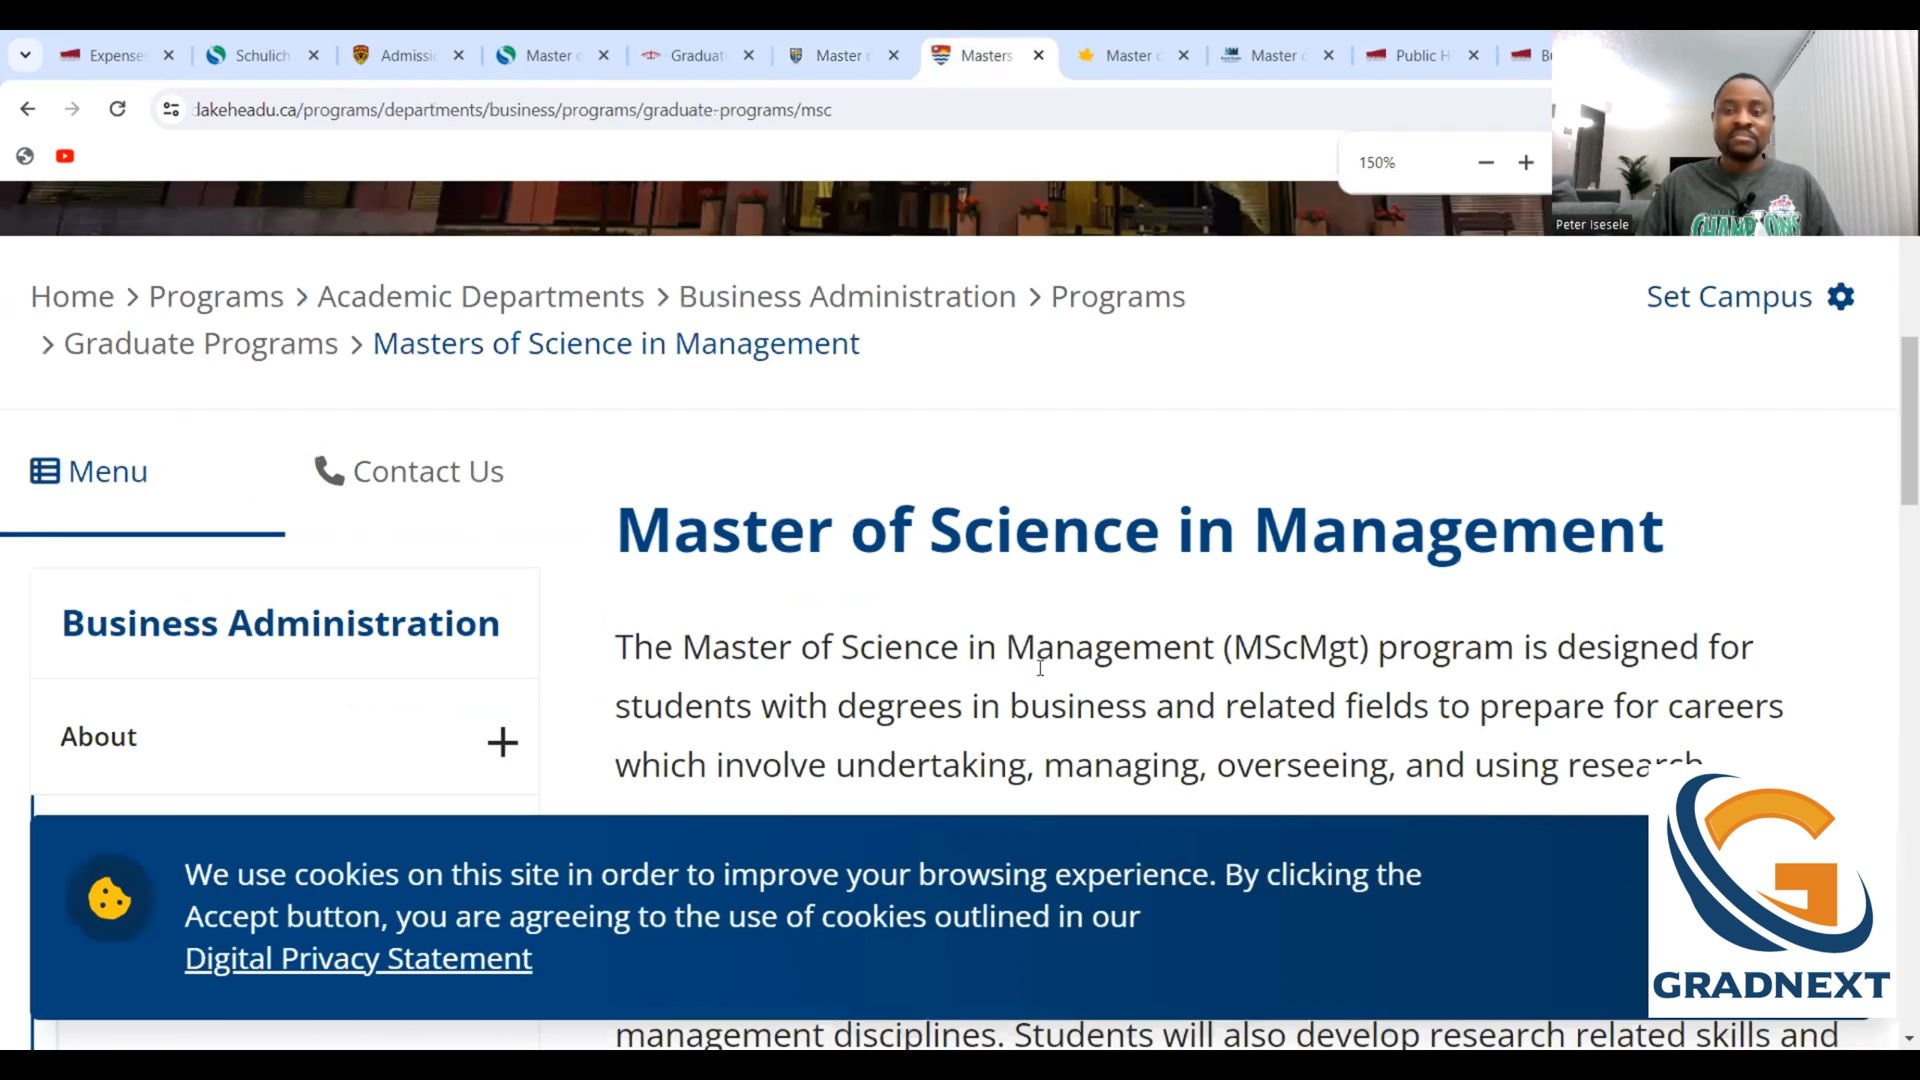 Expense
Schulich
Admissi
Master o
Graduat
Master o
Masters
Master o
Master o
Public H
Bu
lakeheadu.ca/programs/departments/business/programs/graduate-programs/msc
150%
Peter Isesele
CHAMPIONS
Home > Programs > Academic Departments > Business Administration > Programs
> Graduate Programs > Masters of Science in Management
Set Campus
Menu
Contact Us
Master of Science in Management
Business Administration
The Master of Science in Management (MScMgt) program is designed for
students with degrees in business and related fields to prepare for careers
which involve undertaking, managing, overseeing, and using research
About
We use cookies on this site in order to improve your browsing experience. By clicking the
Accept button, you are agreeing to the use of cookies outlined in our
Digital Privacy Statement
GRADNEXT
management disciplines. Students will also develop research related skills and